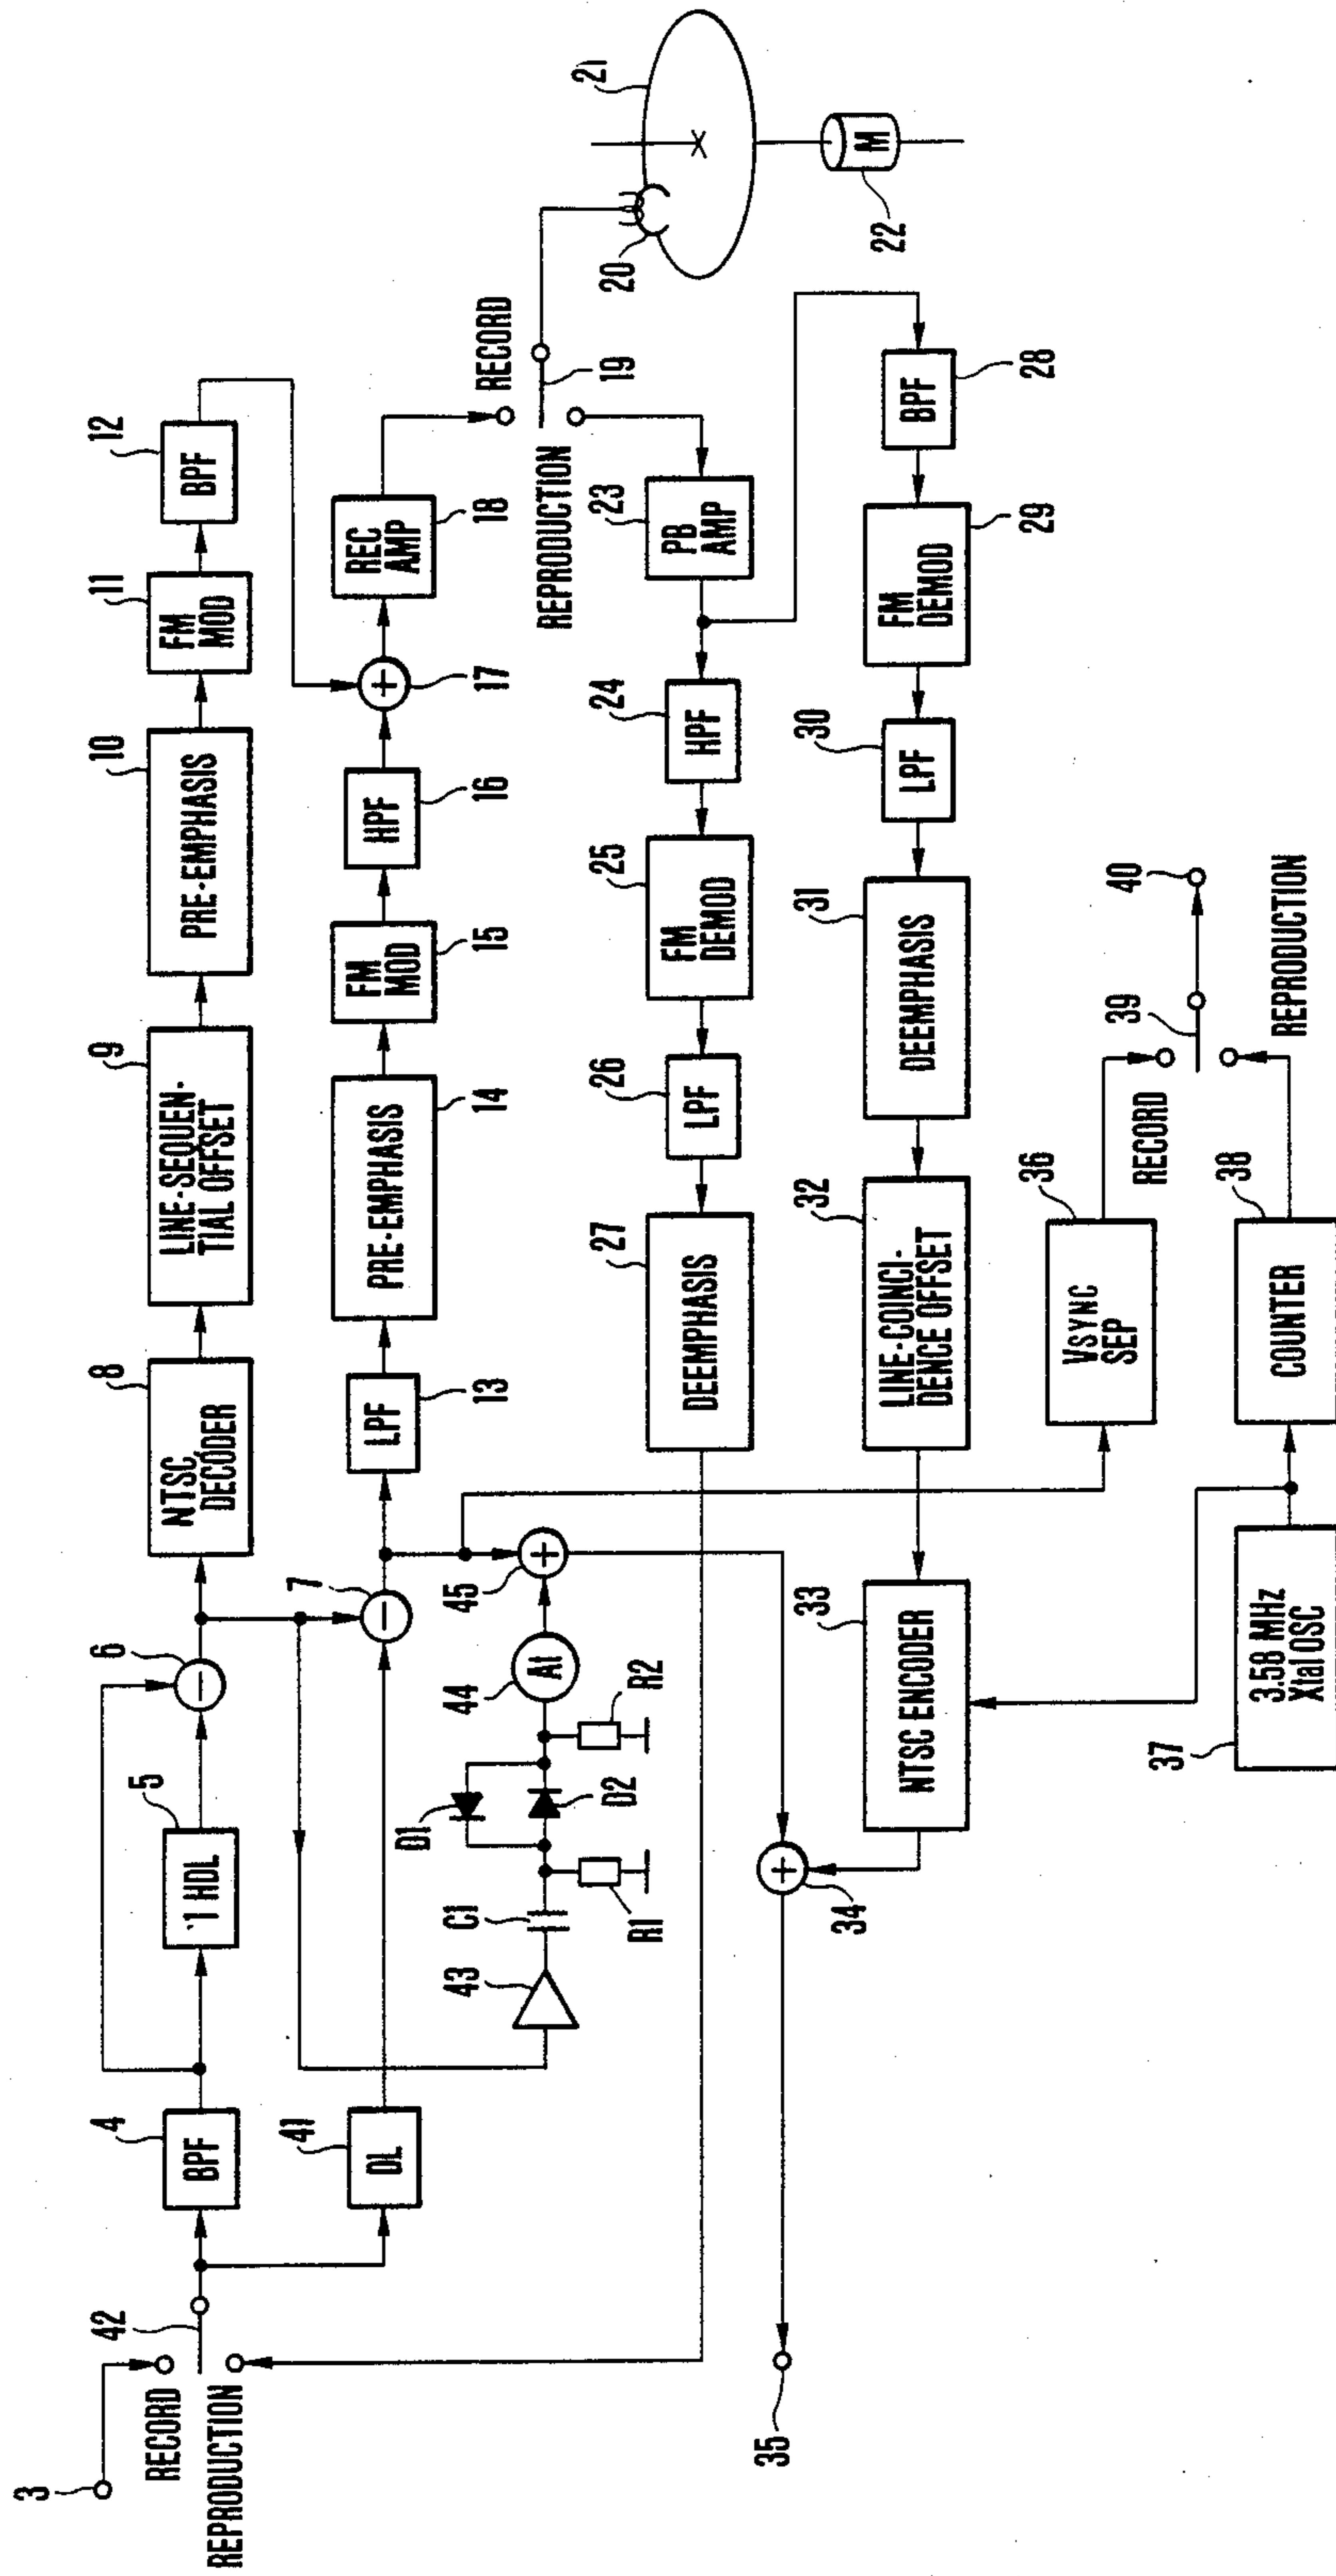 3
RECORD
REPRODUCTION
42
4
BPF
5
1 HDL
6
−
8
NTSC
DECODER
9
LINE-SEQUEN-
TIAL OFFSET
10
PRE-EMPHASIS
11
FM
MOD
12
BPF
41
DL
7
−
LPF
13
PRE-EMPHASIS
14
FM
MOD
15
HPF
16
+
17
REC
AMP
18
RECORD
19
REPRODUCTION
20
21
M
22
43
C1
R1
D1
D2
R2
44
At
45
+
27
DEEMPHASIS
26
LPF
25
FM
DEMOD
24
HPF
23
PB
AMP
35
+
34
33
NTSC ENCODER
32
LINE-COINCI-
DENCE OFFSET
31
DEEMPHASIS
30
LPF
FM
DEMOD
29
BPF
28
36
VSYNC
SEP
RECORD
39
40
REPRODUCTION
37
3.58 MHz
Xtal OSC
38
COUNTER